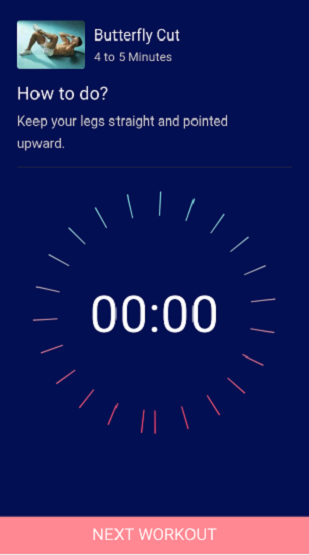 Butterfly Cut
4 to 5 Minutes
How to do?
Keep your legs straight and pointed
upward.
00:00
NEXT WORKOUT